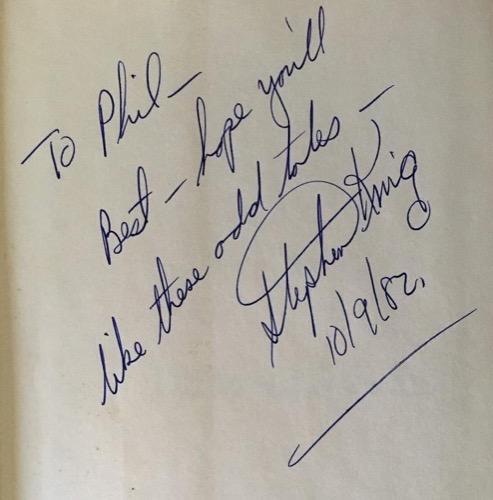 To Phil –
Best – hope you'll
like these odd tales –
Stephen King
10/9/82.